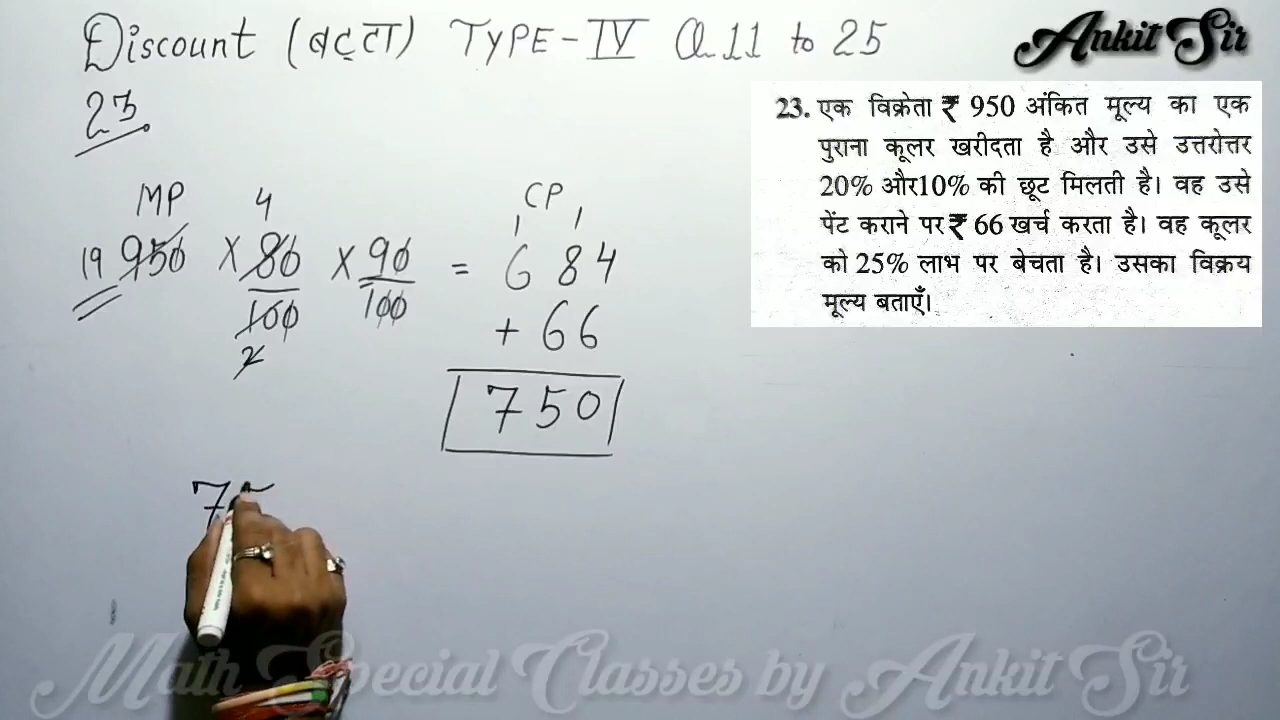 Discount (बट्टा) TYPE-IV Q.11 to 25
Ankit Sir
23
23. एक विक्रेता ₹ 950 अंकित मूल्य का एक
पुराना कूलर खरीदता है और उसे उत्तरोत्तर
20% और10% की छूट मिलती है। वह उसे
पेंट कराने पर ₹ 66 खर्च करता है। वह कूलर
को 25% लाभ पर बेचता है। उसका विक्रय
मूल्य बताएँ।
MP 4 CP
19 950 × 80 × 90 = 684
100 100 + 66
2
750
75
Math Special Classes by Ankit Sir